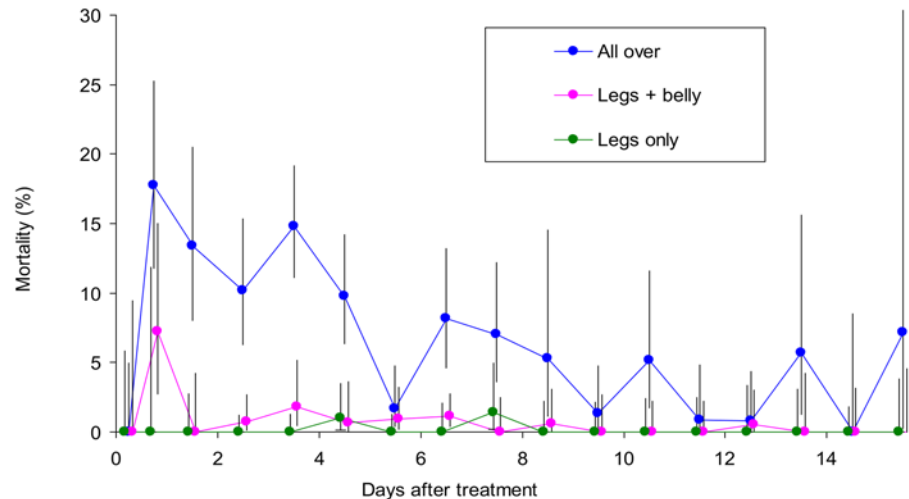 30
25
20
15
10
5
0
Mortality (%)
All over
Legs + belly
Legs only
0 2 4 6 8 10 12 14
Days after treatment